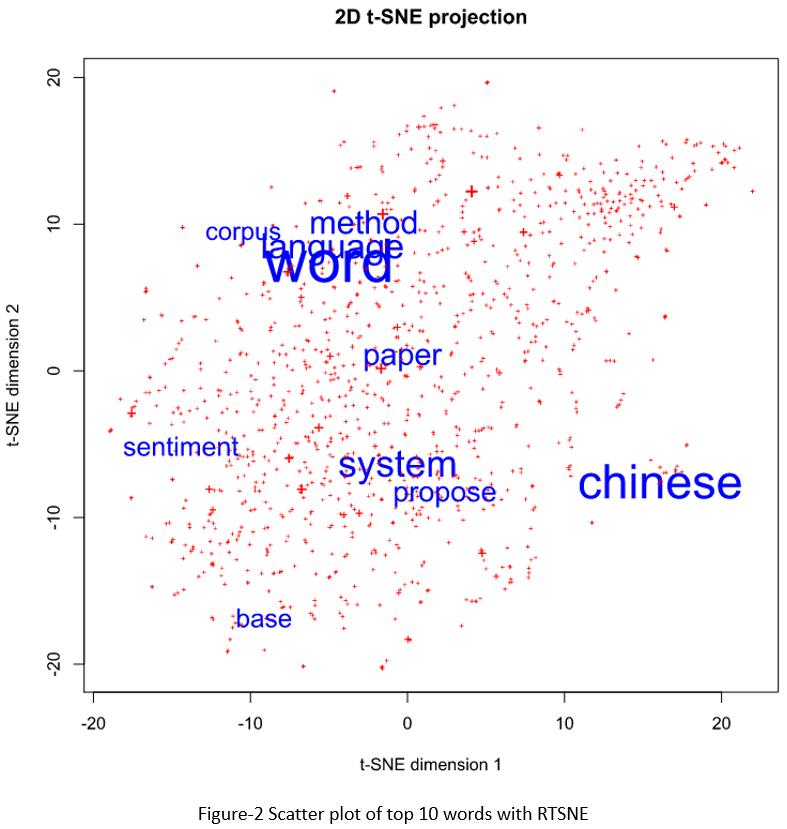 2D t-SNE projection
20
10
0
-10
-20
t-SNE dimension 2
corpus
method
language
word
paper
sentiment
system
propose
chinese
base
-20 -10 0 10 20
t-SNE dimension 1
Figure-2 Scatter plot of top 10 words with RTSNE